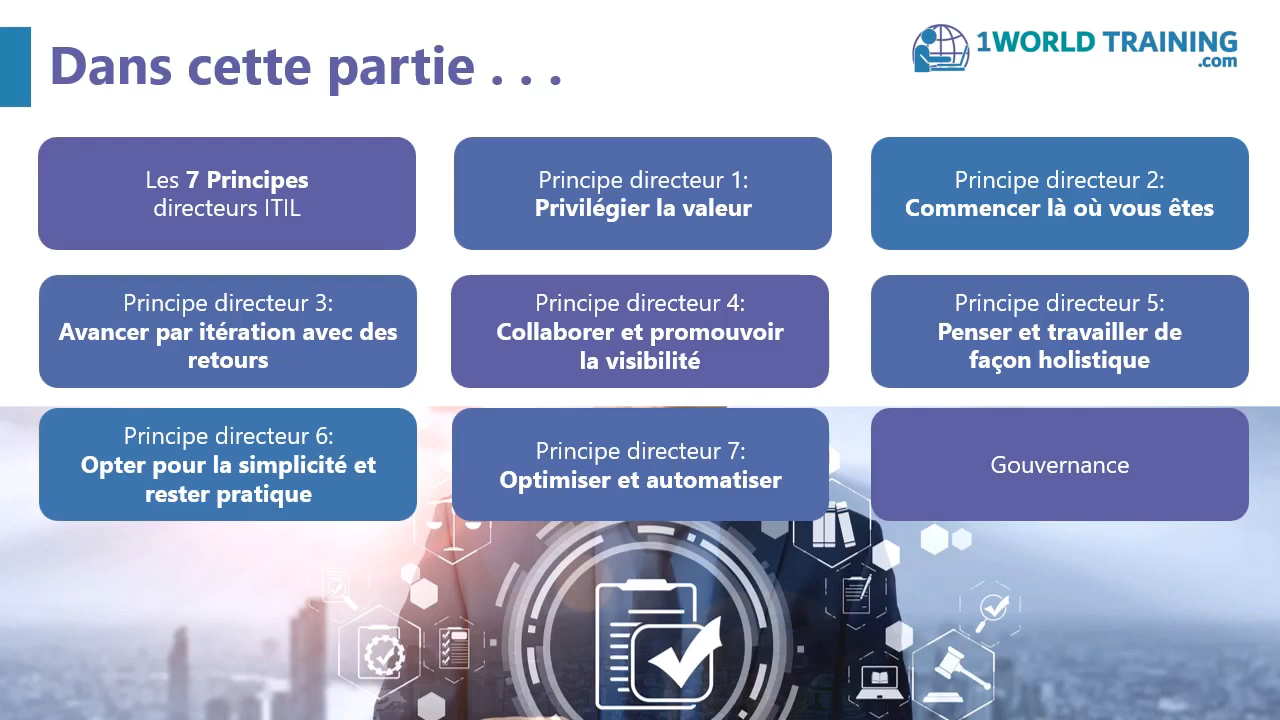 Dans cette partie . . .
1WORLD TRAINING
.com
Les 7 Principes
directeurs ITIL
Principe directeur 1:
Privilégier la valeur
Principe directeur 2:
Commencer là où vous êtes
Principe directeur 3:
Avancer par itération avec des
retours
Principe directeur 4:
Collaborer et promouvoir
la visibilité
Principe directeur 5:
Penser et travailler de
façon holistique
Principe directeur 6:
Opter pour la simplicité et
rester pratique
Principe directeur 7:
Optimiser et automatiser
Gouvernance